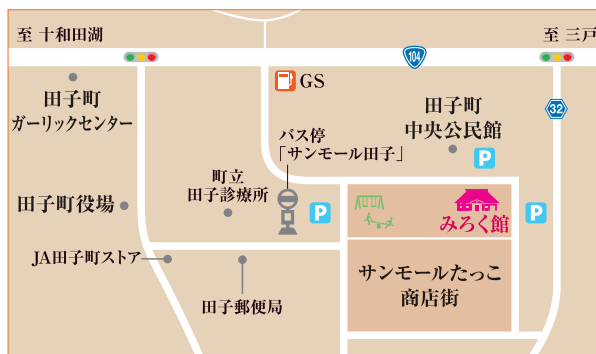 至 十和田湖
104
至 三戸
GS
田子町
ガーリックセンター
田子町
中央公民館
32
バス停
「サンモール田子」
P
町立
田子診療所
田子町役場
P
みろく館
P
JA田子町ストア
サンモールたっこ
商店街
田子郵便局